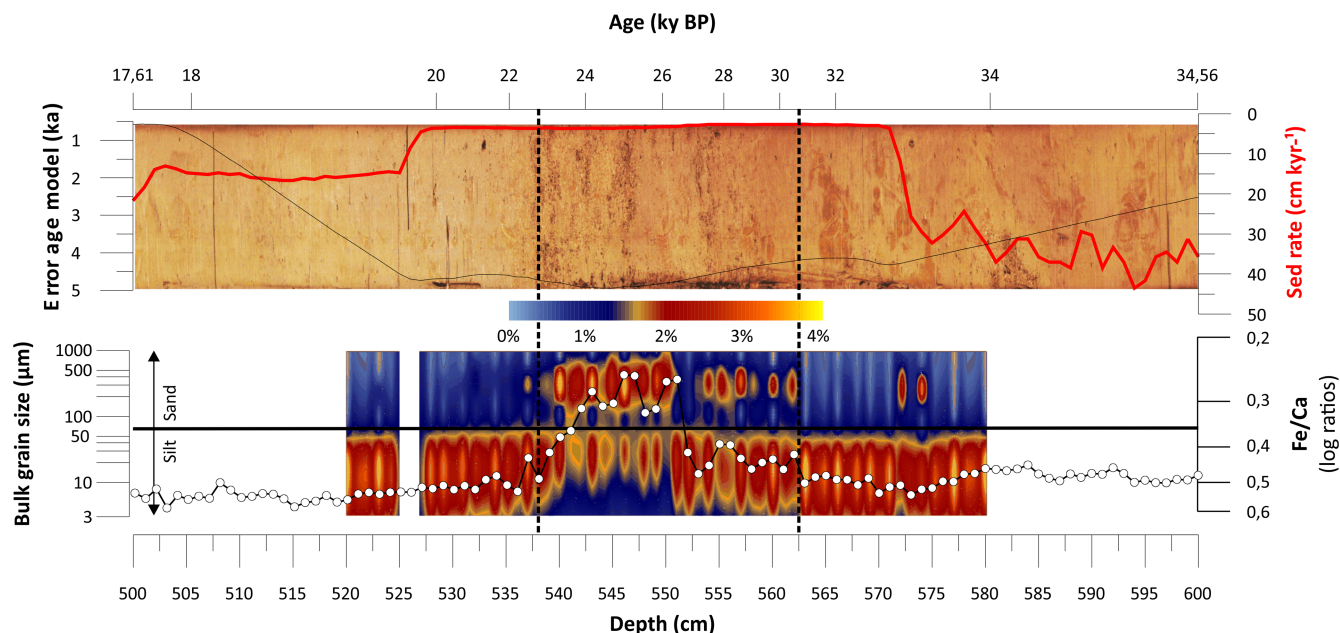 Age (ky BP)
17,61 18 20 22 24 26 28 30 32 34 34,56
Error age model (ka)
1
2
3
4
5
0
10
20
30
40
50
Sed rate (cm kyr-¹)
0% 1% 2% 3% 4%
Bulk grain size (µm)
1000
500
100
50
10
3
Sand
Silt
0,2
0,3
0,4
0,5
0,6
Fe/Ca
(log ratios)
500 505 510 515 520 525 530 535 540 545 550 555 560 565 570 575 580 585 590 595 600
Depth (cm)